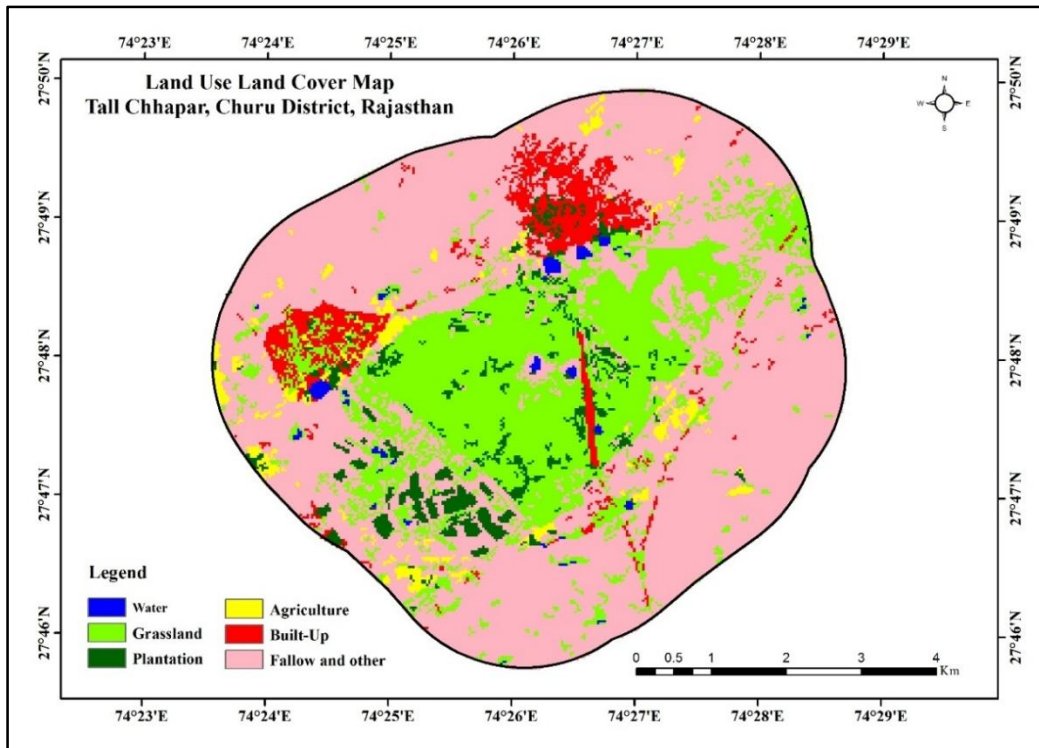 74°23'E 74°24'E 74°25'E 74°26'E 74°27'E 74°28'E 74°29'E
Land Use Land Cover Map
Tall Chhapar, Churu District, Rajasthan
N
W E
S
27°50'N 27°50'N
27°49'N 27°49'N
27°48'N 27°48'N
27°47'N 27°47'N
27°46'N 27°46'N
Legend
Water
Grassland
Plantation
Agriculture
Built-Up
Fallow and other
0 0.5 1 2 3 4
Km
74°23'E 74°24'E 74°25'E 74°26'E 74°27'E 74°28'E 74°29'E